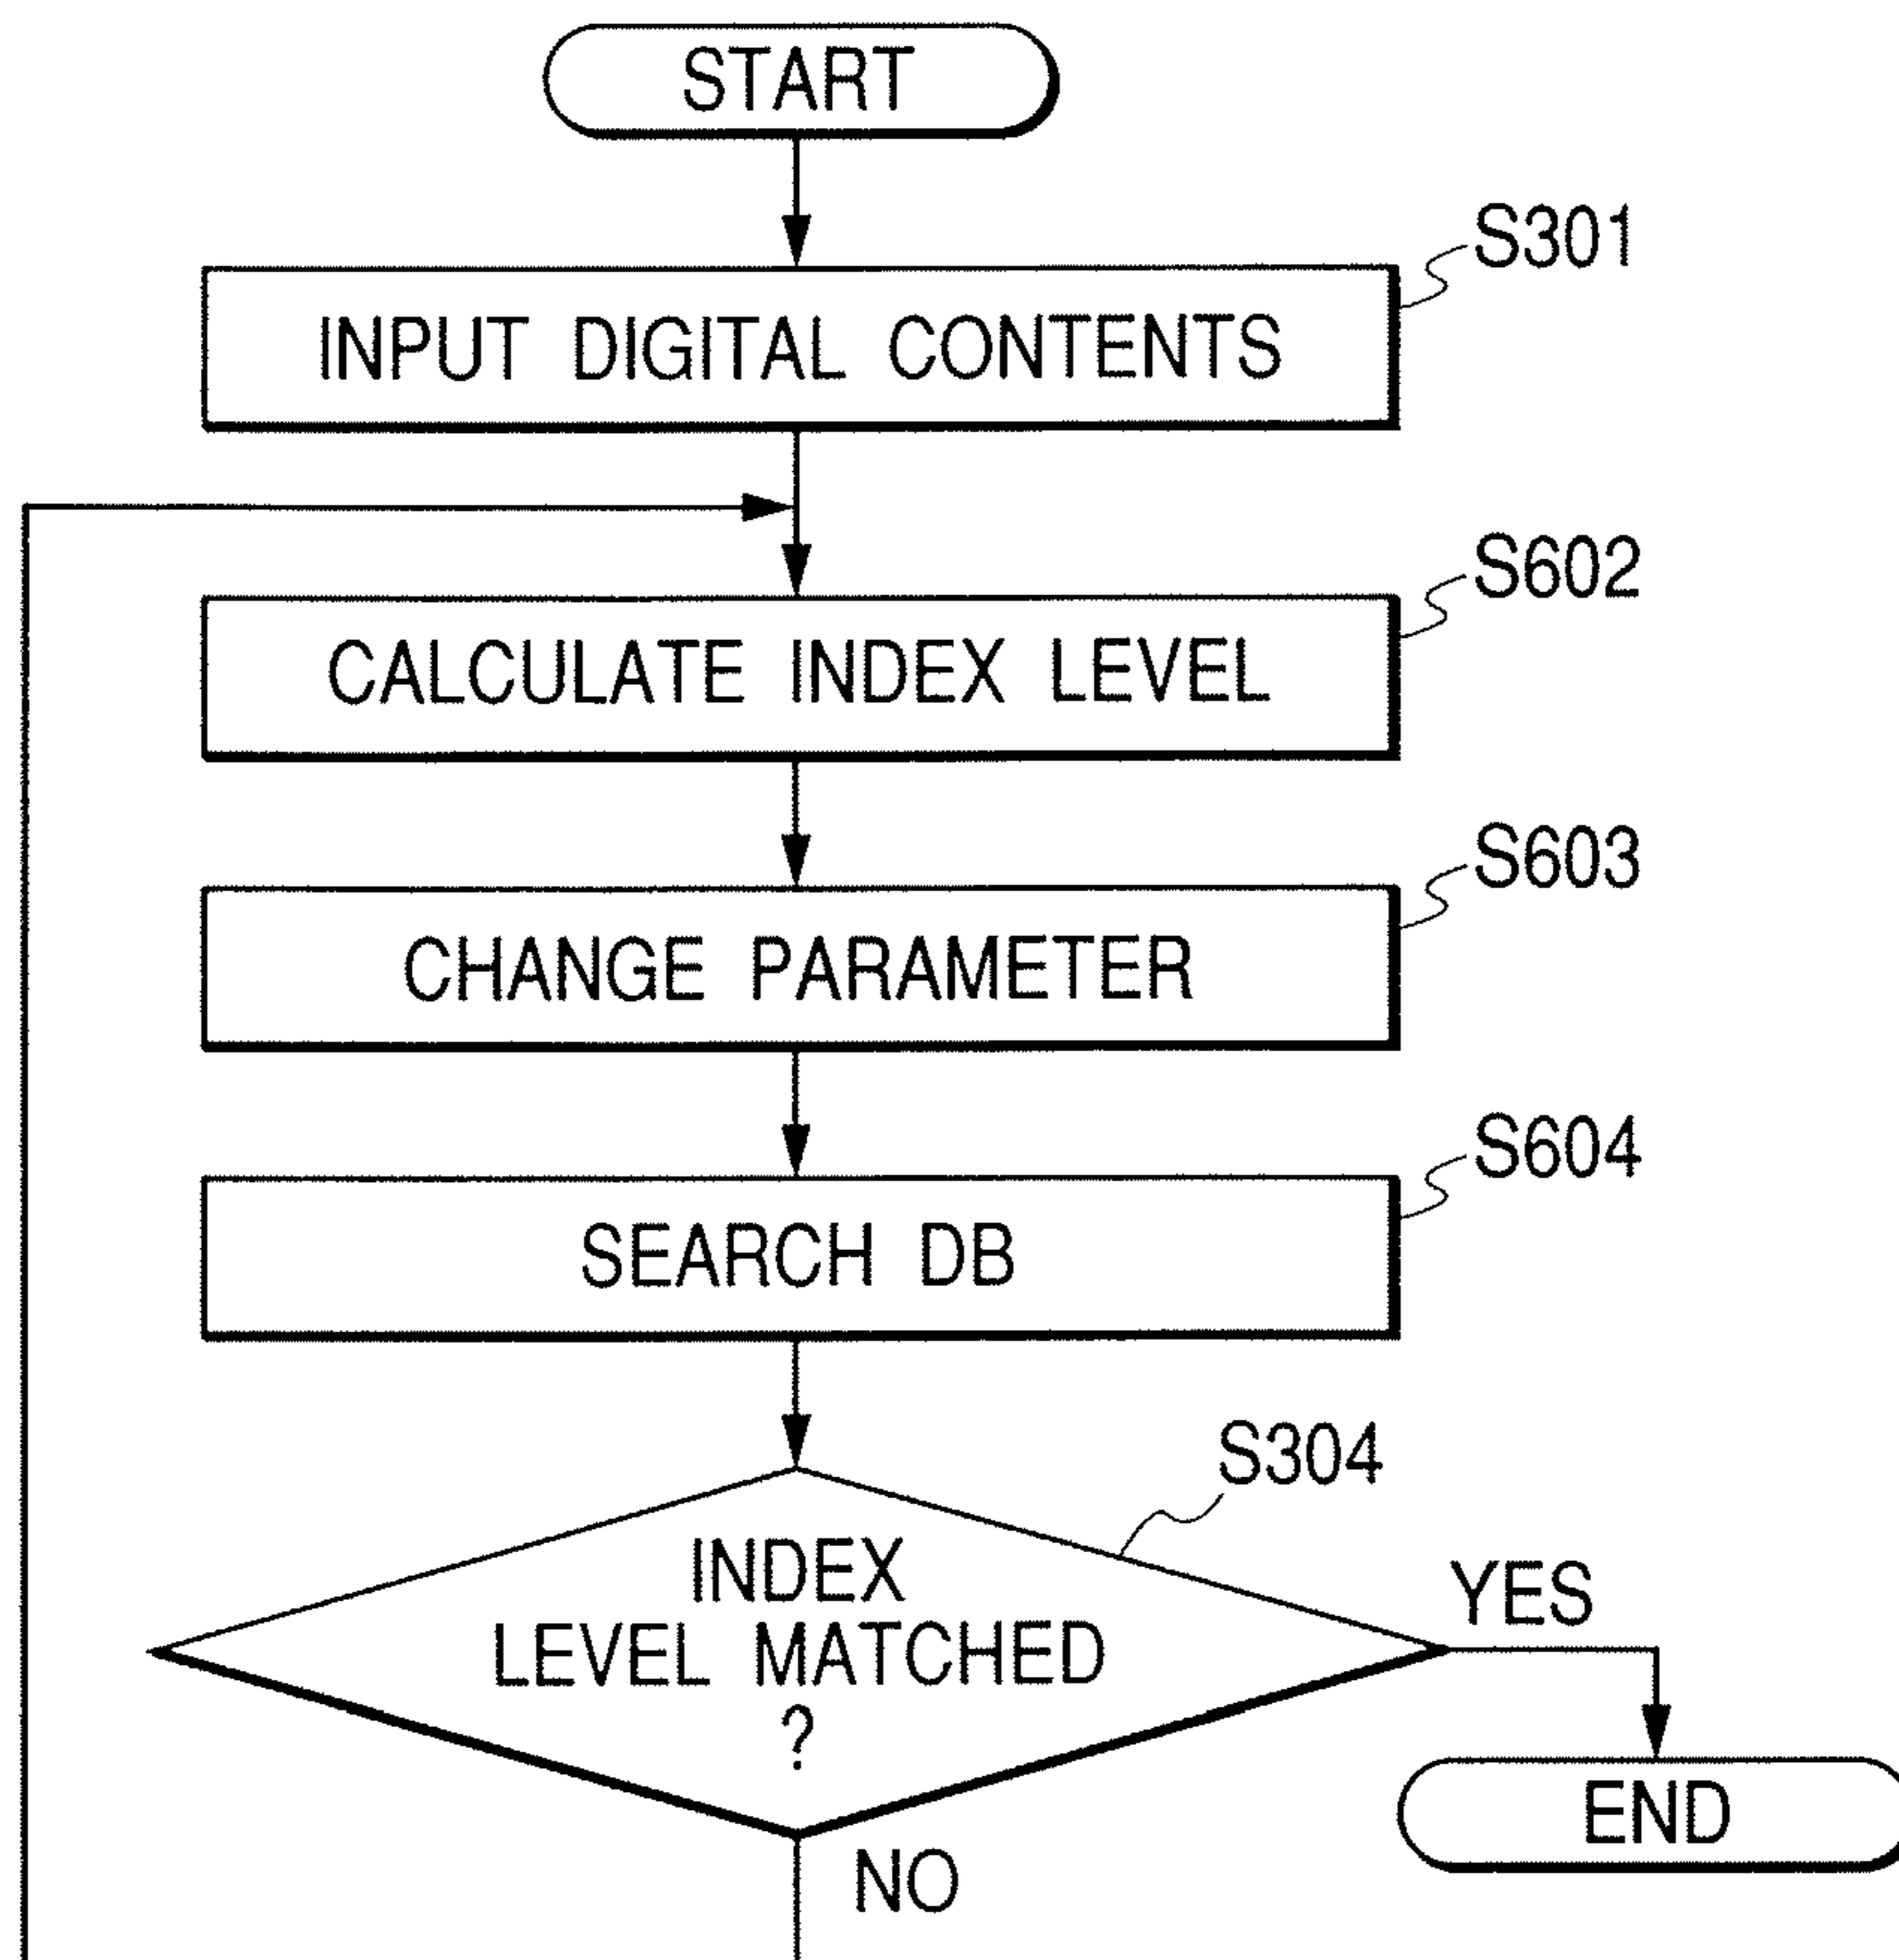 START
S301
INPUT DIGITAL CONTENTS
S602
CALCULATE INDEX LEVEL
S603
CHANGE PARAMETER
S604
SEARCH DB
S304
INDEX
LEVEL MATCHED
?
YES
END
NO